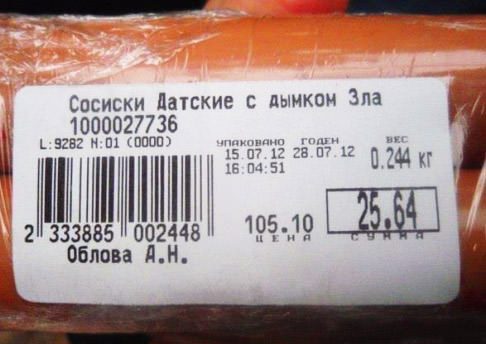 Сосиски Датские с дымком Зла
1000027736
L:9282 N:01 (0000)
УПАКОВАНО ГОДЕН ВЕС
15.07.12 28.07.12 0.244 кг
16:04:51
105.10 25.64
ЦЕНА СУММА
2 333885 002448
Облова А.Н.